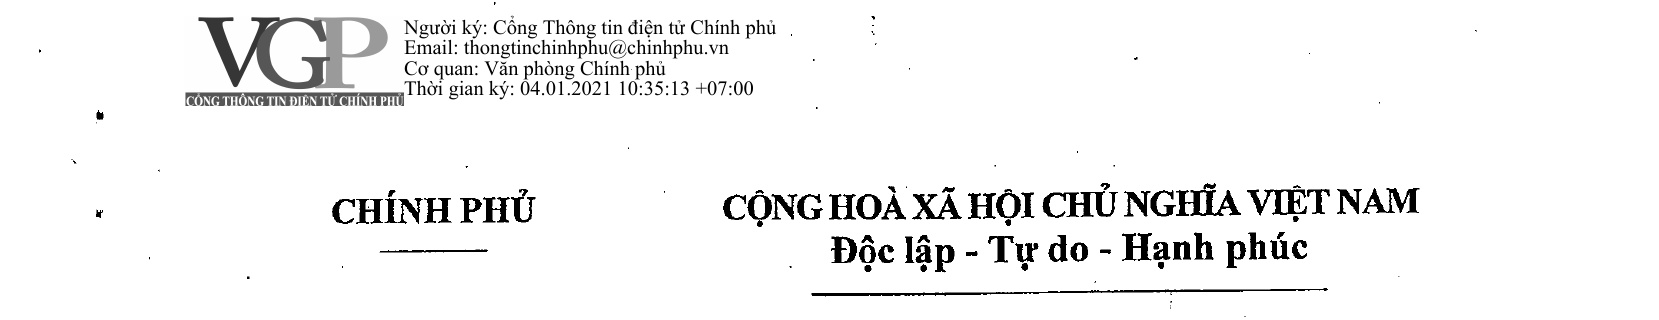 VGP
CỔNG THÔNG TIN ĐIỆN TỬ CHÍNH PHỦ
Người ký: Cổng Thông tin điện tử Chính phủ
Email: thongtinchinhphu@chinhphu.vn
Cơ quan: Văn phòng Chính phủ
Thời gian ký: 04.01.2021 10:35:13 +07:00
CHÍNH PHỦ
CỘNG HOÀ XÃ HỘI CHỦ NGHĨA VIỆT NAM
Độc lập - Tự do - Hạnh phúc